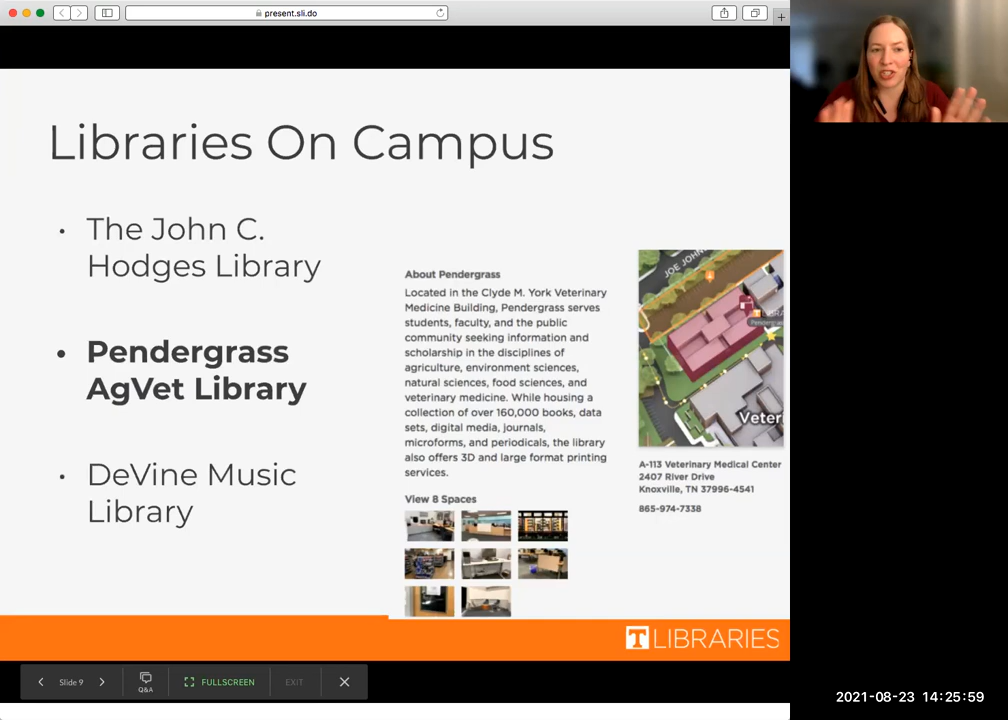 present.sli.do
Libraries On Campus
• The John C.
Hodges Library
• Pendergrass
AgVet Library
• DeVine Music
Library
About Pendergrass
Located in the Clyde M. York Veterinary
Medicine Building, Pendergrass serves
students, faculty, and the public
community seeking information and
scholarship in the disciplines of
agriculture, environment sciences,
natural sciences, food sciences, and
veterinary medicine. While housing a
collection of over 160,000 books, data
sets, digital media, journals,
microforms, and periodicals, the library
also offers 3D and large format printing
services.
View 8 Spaces
JOE JOHN
Veter
A-113 Veterinary Medical Center
2407 River Drive
Knoxville, TN 37996-4541
865-974-7338
T LIBRARIES
Slide 9
Q&A
FULLSCREEN
EXIT
2021-08-23 14:25:59